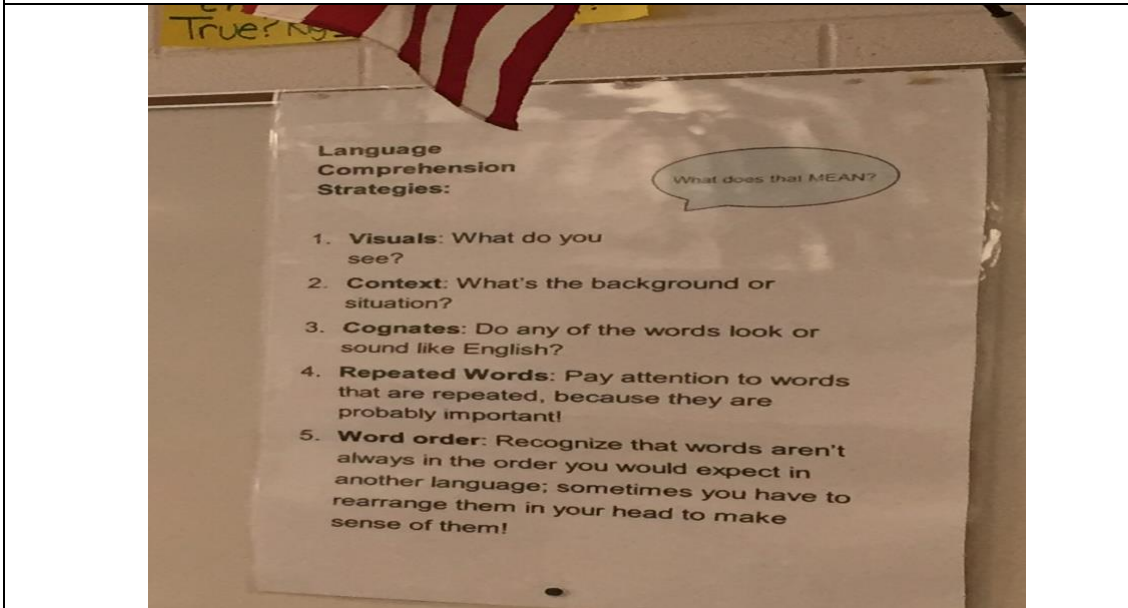 True?
Language
Comprehension
Strategies:
What does that MEAN?
1. Visuals: What do you
see?
2. Context: What's the background or
situation?
3. Cognates: Do any of the words look or
sound like English?
4. Repeated Words: Pay attention to words
that are repeated, because they are
probably important!
5. Word order: Recognize that words aren't
always in the order you would expect in
another language; sometimes you have to
rearrange them in your head to make
sense of them!